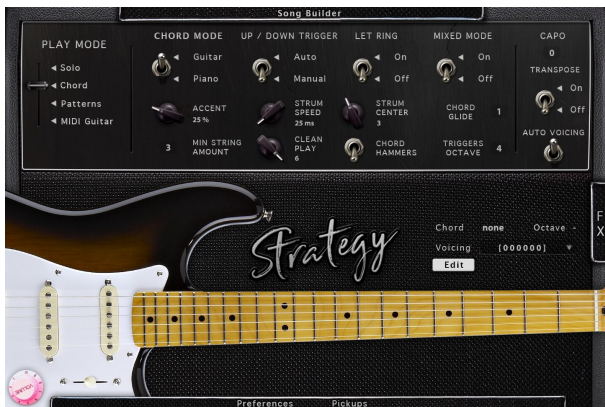 Song Builder
PLAY MODE
Solo
Chord
Patterns
MIDI Guitar
CHORD MODE
Guitar
Piano
UP / DOWN TRIGGER
Auto
Manual
LET RING
On
Off
MIXED MODE
On
Off
CAPO
0
TRANSPOSE
On
Off
AUTO VOICING
ACCENT
25 %
STRUM
SPEED
25 ms
STRUM
CENTER
3
CHORD
GLIDE
1
3
MIN STRING
AMOUNT
CLEAN
PLAY
6
CHORD
HAMMERS
TRIGGERS
OCTAVE
4
Strategy
Chord none Octave -
Voicing [000000]
Edit
F
X
VOLUME
Preferences
Pickups